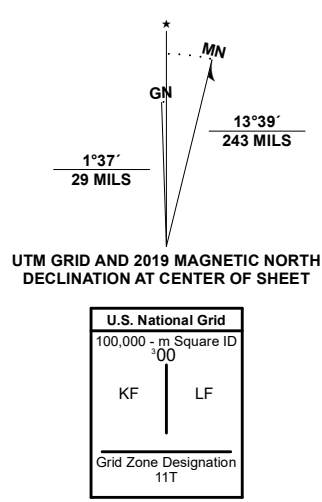 ★
MN
GN
13°39´
243 MILS
1°37´
29 MILS
UTM GRID AND 2019 MAGNETIC NORTH
DECLINATION AT CENTER OF SHEET
U.S. National Grid
100,000 - m Square ID
³00
KF LF
Grid Zone Designation
11T